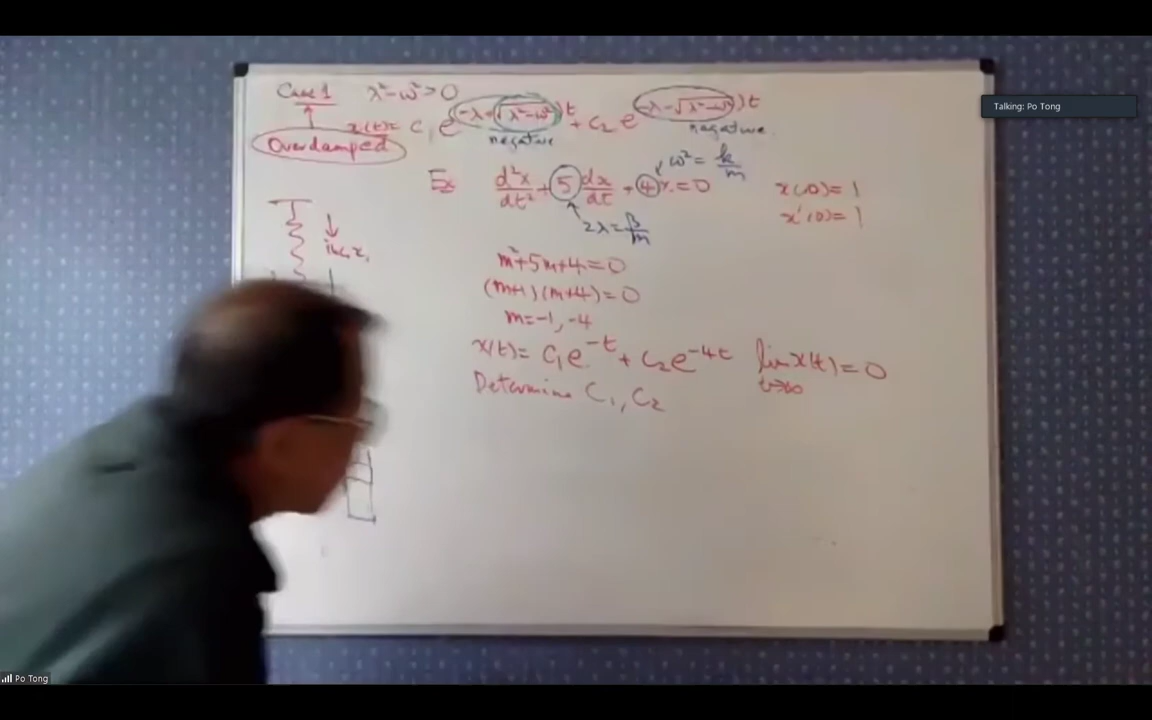 Case 1 λ²-ω²>0
x(t)= C₁e^(-λ+√(λ²-ω²))t + C₂e^(-λ-√(λ²-ω²))t
negative negative
Overdamped
Talking: Po Tong
Ex d²x/dt² + 5 dx/dt + 4x = 0 x(0)=1
ω² = k/m
x'(0)=1
2λ = β/m
m²+5m+4=0
(m+1)(m+4)=0
m=-1, -4
x(t)= C₁e^-t + C₂e^-4t lim x(t) = 0
t→∞
Determine C₁, C₂
Po Tong